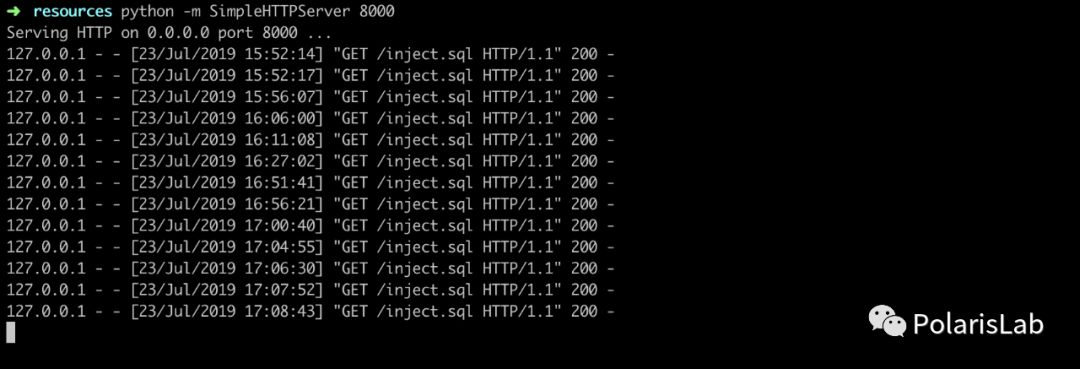 ➜ resources python -m SimpleHTTPServer 8000
Serving HTTP on 0.0.0.0 port 8000 ...
127.0.0.1 - - [23/Jul/2019 15:52:14] "GET /inject.sql HTTP/1.1" 200 -
127.0.0.1 - - [23/Jul/2019 15:52:17] "GET /inject.sql HTTP/1.1" 200 -
127.0.0.1 - - [23/Jul/2019 15:56:07] "GET /inject.sql HTTP/1.1" 200 -
127.0.0.1 - - [23/Jul/2019 16:06:00] "GET /inject.sql HTTP/1.1" 200 -
127.0.0.1 - - [23/Jul/2019 16:11:08] "GET /inject.sql HTTP/1.1" 200 -
127.0.0.1 - - [23/Jul/2019 16:27:02] "GET /inject.sql HTTP/1.1" 200 -
127.0.0.1 - - [23/Jul/2019 16:51:41] "GET /inject.sql HTTP/1.1" 200 -
127.0.0.1 - - [23/Jul/2019 16:56:21] "GET /inject.sql HTTP/1.1" 200 -
127.0.0.1 - - [23/Jul/2019 17:00:40] "GET /inject.sql HTTP/1.1" 200 -
127.0.0.1 - - [23/Jul/2019 17:04:55] "GET /inject.sql HTTP/1.1" 200 -
127.0.0.1 - - [23/Jul/2019 17:06:30] "GET /inject.sql HTTP/1.1" 200 -
127.0.0.1 - - [23/Jul/2019 17:07:52] "GET /inject.sql HTTP/1.1" 200 -
127.0.0.1 - - [23/Jul/2019 17:08:43] "GET /inject.sql HTTP/1.1" 200 -
PolarisLab